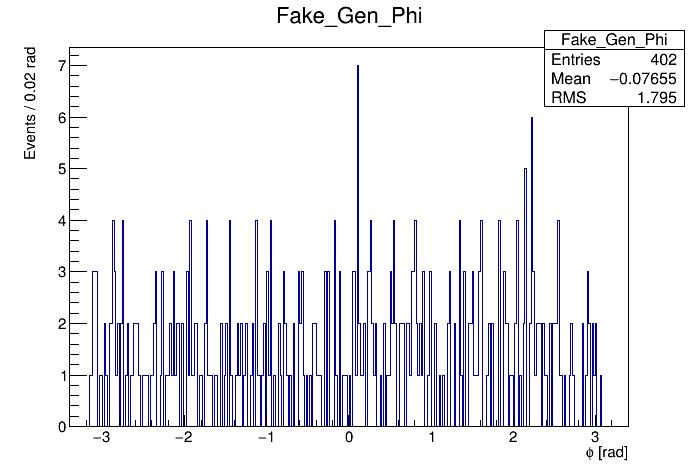 Fake_Gen_Phi
Fake_Gen_Phi
Entries 402
Mean −0.07655
RMS 1.795
Events / 0.02 rad
7
6
5
4
3
2
1
0
−3 −2 −1 0 1 2 3
ϕ [rad]